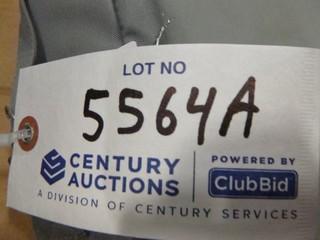 LOT NO
5564A
CENTURY AUCTIONS
POWERED BY
ClubBid
A DIVISION OF CENTURY SERVICES